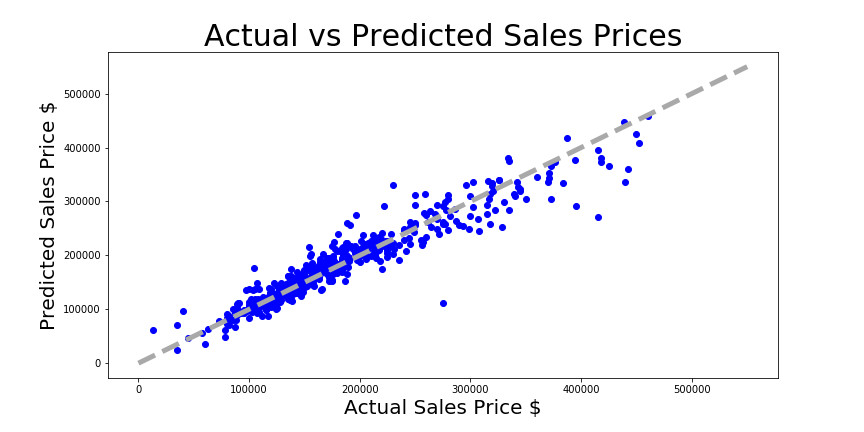 Actual vs Predicted Sales Prices
Predicted Sales Price $
500000
400000
300000
200000
100000
0
0 100000 200000 300000 400000 500000
Actual Sales Price $